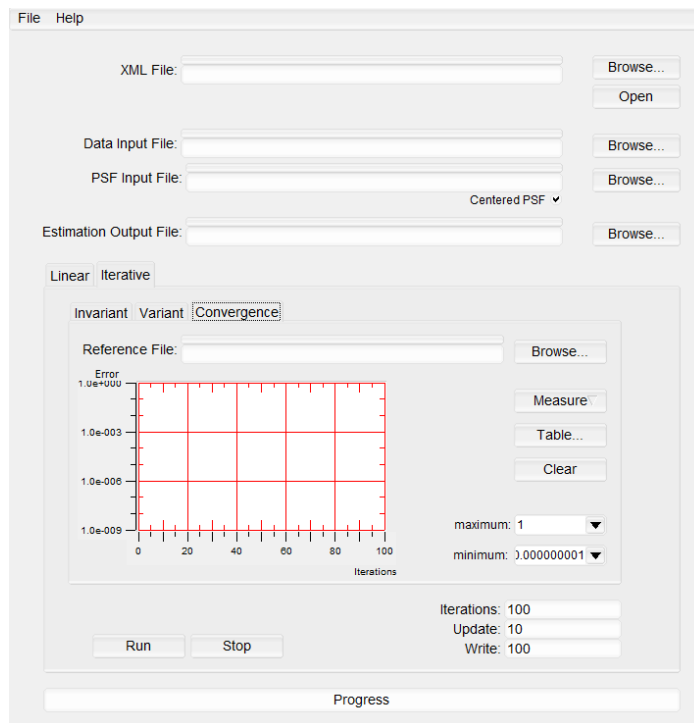 File Help
XML File: Browse...
Open
Data Input File: Browse...
PSF Input File: Browse...
Centered PSF
Estimation Output File: Browse...
Linear Iterative
Invariant Variant Convergence
Reference File: Browse...
Error
1.0e+000
1.0e-003
1.0e-006
1.0e-009
0 20 40 60 80 100
Iterations
Measure
Table...
Clear
maximum: 1
minimum: 0.000000001
Iterations: 100
Update: 10
Write: 100
Run Stop
Progress